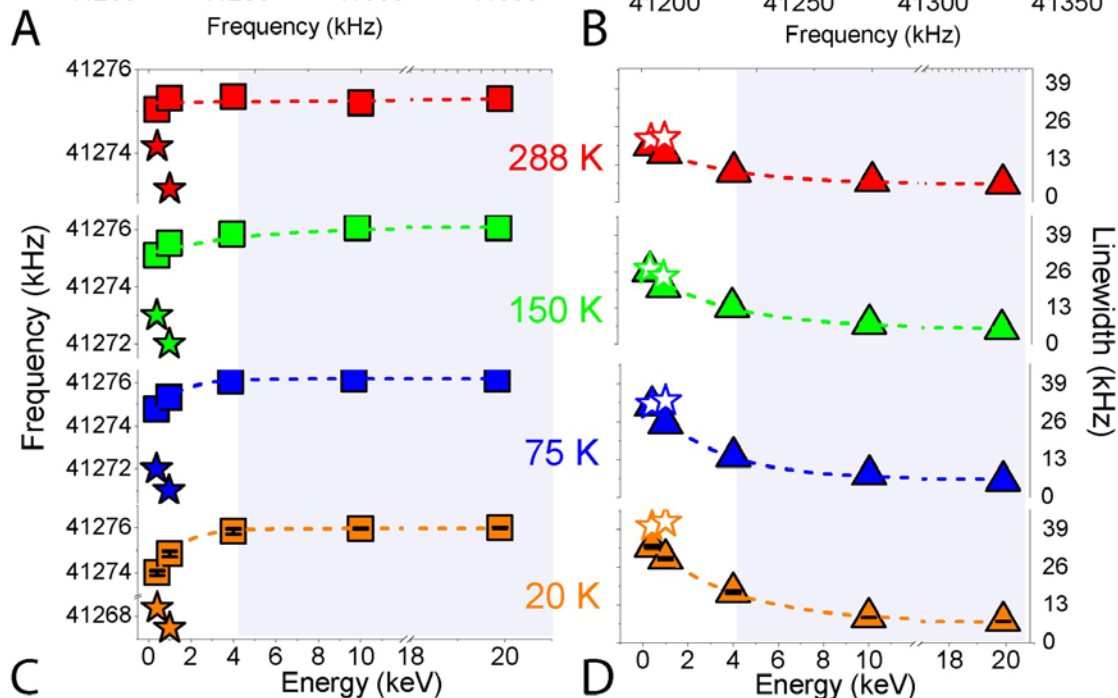 41200 41250 41300 41350
A Frequency (kHz)
B Frequency (kHz)
41276
41274
41276
41274
41272
41276
41274
41272
41276
41274
41268
Frequency (kHz)
0 2 4 6 8 10 18 20
C Energy (keV)
288 K
150 K
75 K
20 K
39
26
13
0
39
26
13
0
39
26
13
0
39
26
13
0
Linewidth (kHz)
0 2 4 6 8 10 18 20
D Energy (keV)